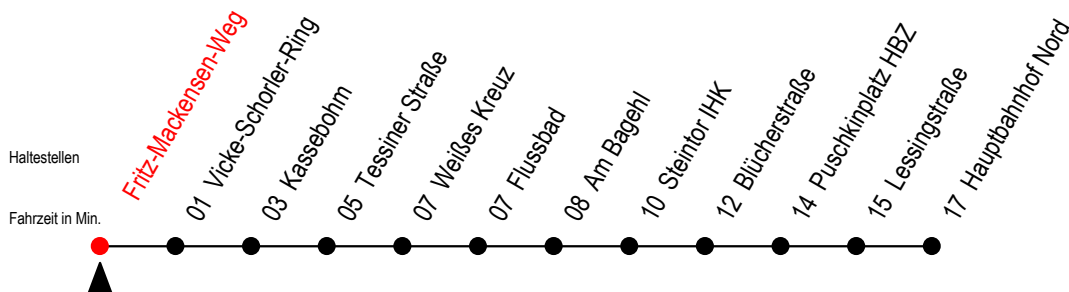 Haltestellen
Fahrzeit in Min.
Fritz-Mackensen-Weg
01 Vicke-Schorler-Ring
03 Kassebohm
05 Tessiner Straße
07 Weißes Kreuz
07 Flussbad
08 Am Bagehl
10 Steintor IHK
12 Blücherstraße
14 Puschkinplatz HBZ
15 Lessingstraße
17 Hauptbahnhof Nord